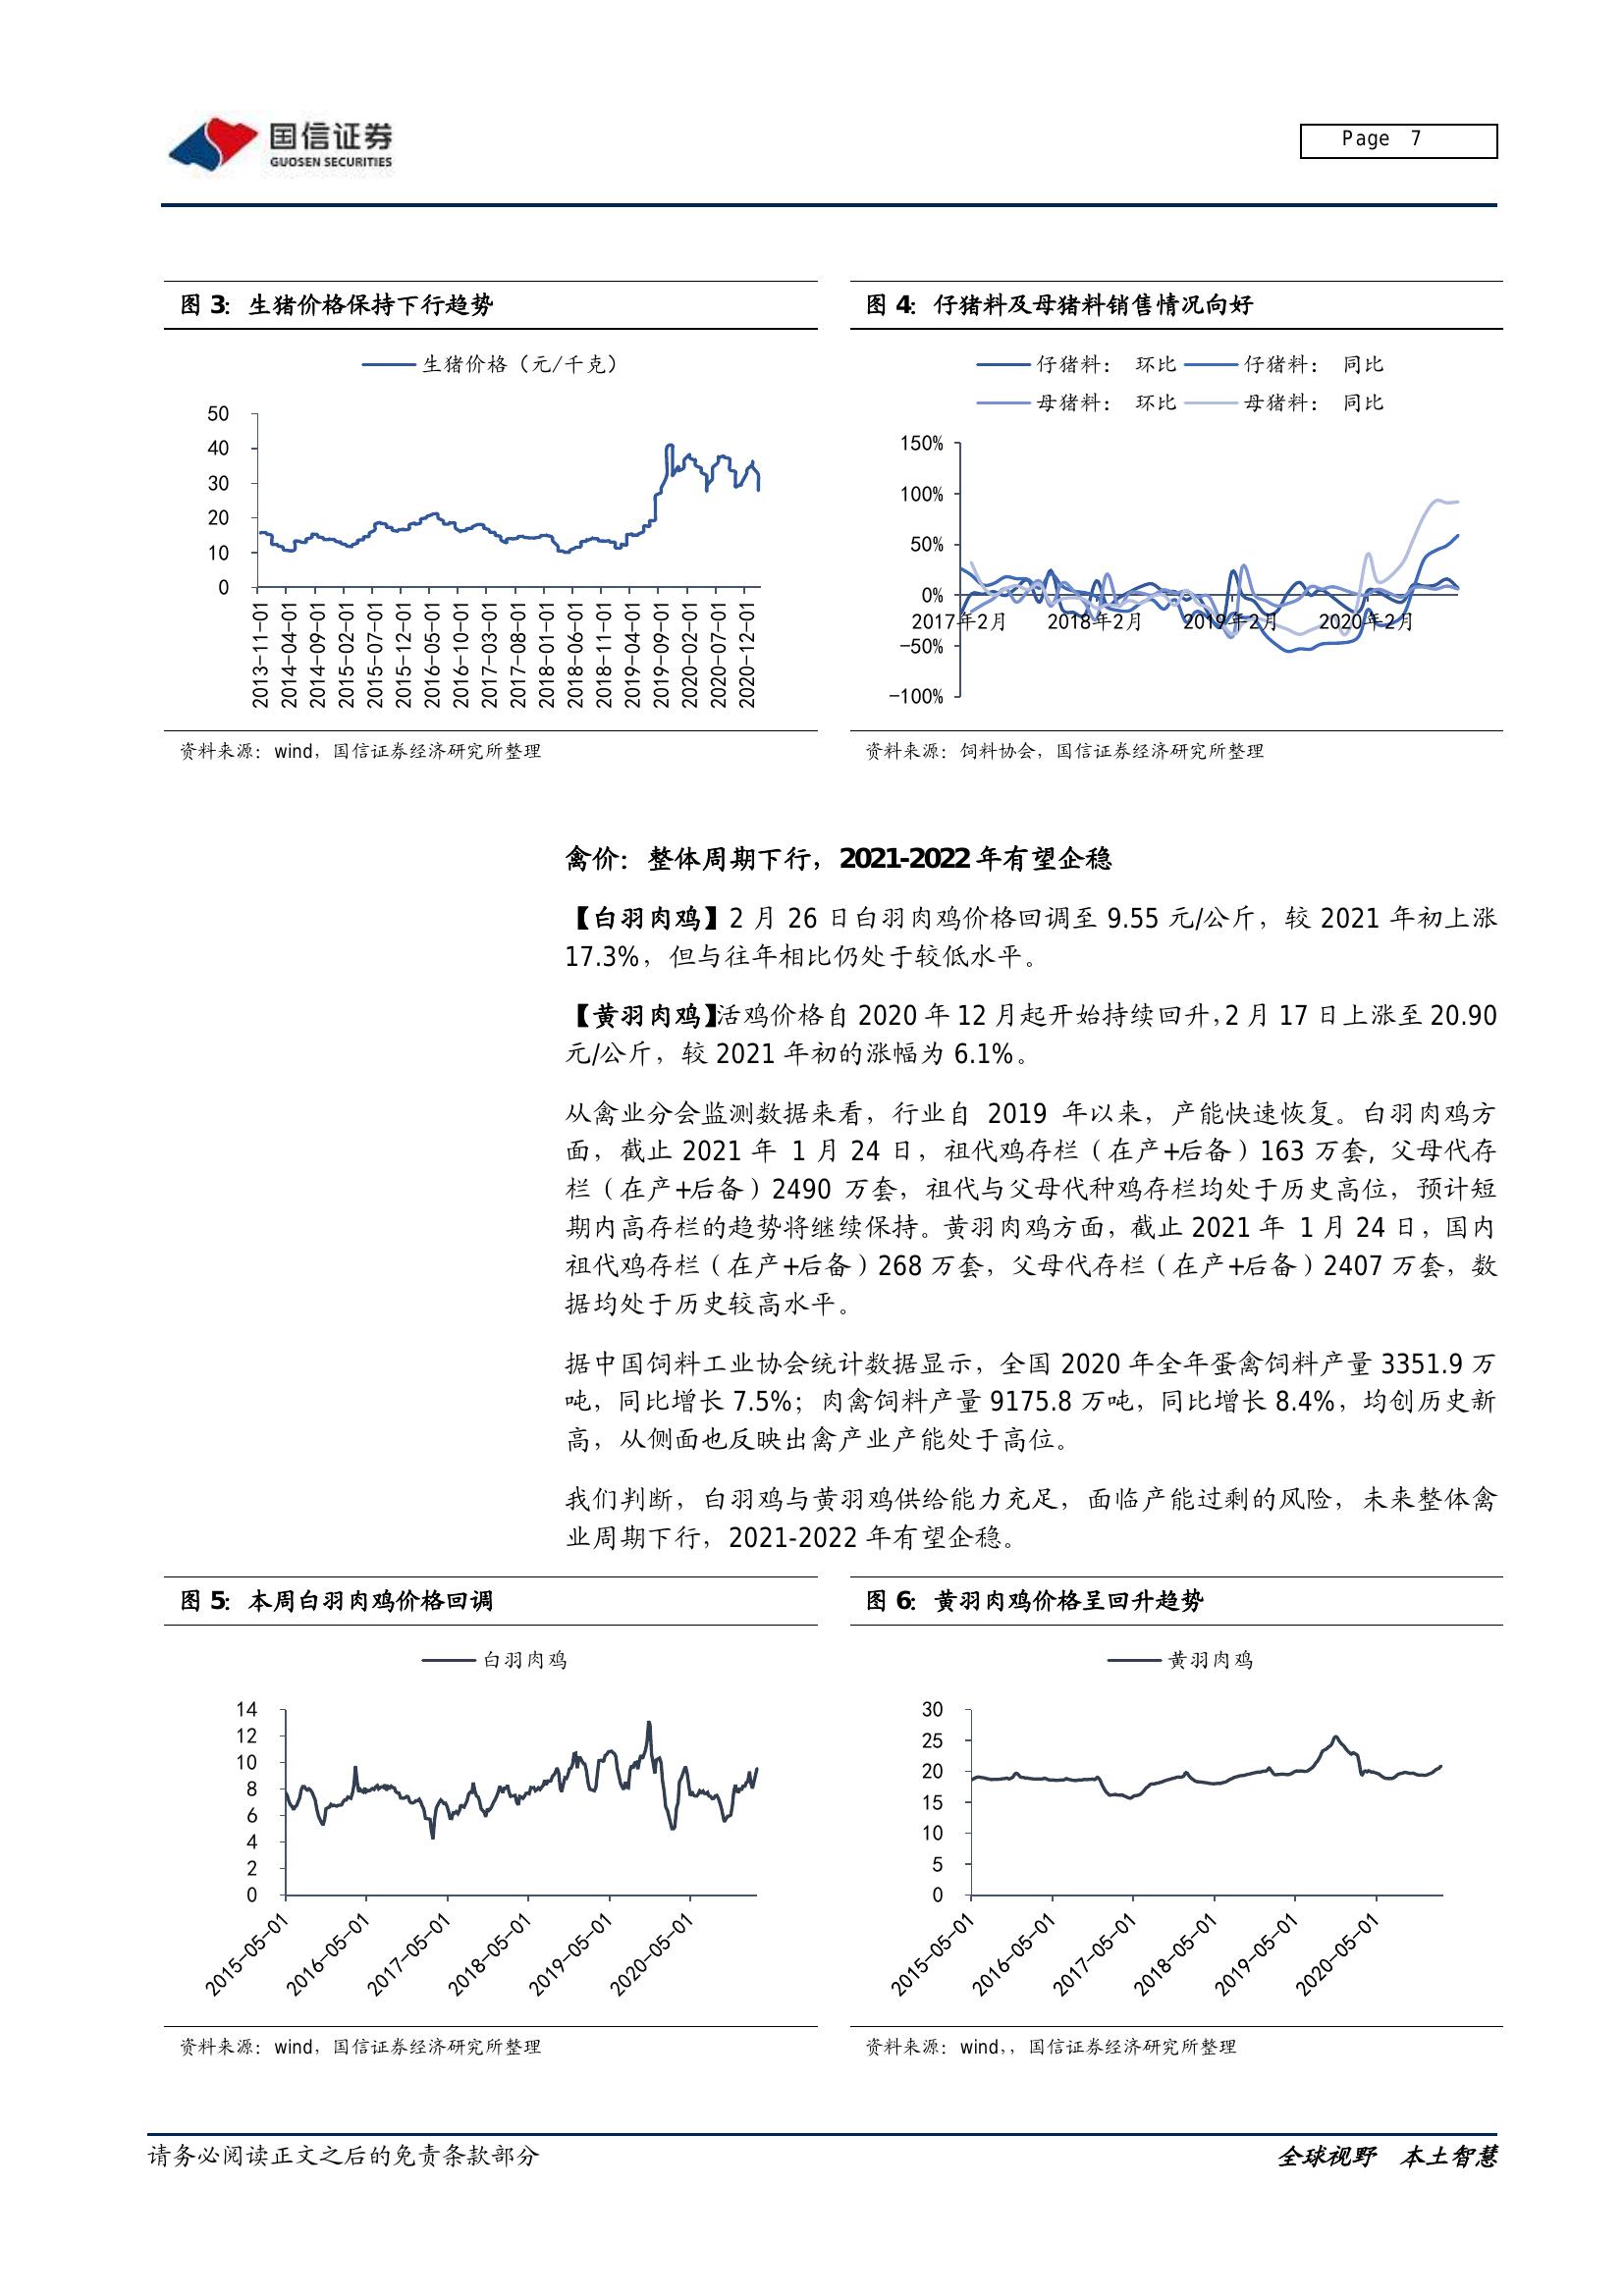 国信证券
GUOSEN SECURITIES
Page 7
图 3：生猪价格保持下行趋势
生猪价格（元/千克）
50
40
30
20
10
0
2013-11-01
2014-04-01
2014-09-01
2015-02-01
2015-07-01
2015-12-01
2016-05-01
2016-10-01
2017-03-01
2017-08-01
2018-01-01
2018-06-01
2018-11-01
2019-04-01
2019-09-01
2020-02-01
2020-07-01
2020-12-01
资料来源：wind，国信证券经济研究所整理
图 4：仔猪料及母猪料销售情况向好
仔猪料： 环比 仔猪料： 同比
母猪料： 环比 母猪料： 同比
150%
100%
50%
0%
2017年2月 2018年2月 2019年2月 2020年2月
-50%
-100%
资料来源：饲料协会，国信证券经济研究所整理
禽价：整体周期下行，2021-2022 年有望企稳
【白羽肉鸡】2 月 26 日白羽肉鸡价格回调至 9.55 元/公斤，较 2021 年初上涨
17.3%，但与往年相比仍处于较低水平。
【黄羽肉鸡】活鸡价格自 2020 年 12 月起开始持续回升，2 月 17 日上涨至 20.90
元/公斤，较 2021 年初的涨幅为 6.1%。
从禽业分会监测数据来看，行业自 2019 年以来，产能快速恢复。白羽肉鸡方
面，截止 2021 年 1 月 24 日，祖代鸡存栏（在产+后备）163 万套, 父母代存
栏（在产+后备）2490 万套，祖代与父母代种鸡存栏均处于历史高位，预计短
期内高存栏的趋势将继续保持。黄羽肉鸡方面，截止 2021 年 1 月 24 日，国内
祖代鸡存栏（在产+后备）268 万套，父母代存栏（在产+后备）2407 万套，数
据均处于历史较高水平。
据中国饲料工业协会统计数据显示，全国 2020 年全年蛋禽饲料产量 3351.9 万
吨，同比增长 7.5%；肉禽饲料产量 9175.8 万吨，同比增长 8.4%，均创历史新
高，从侧面也反映出禽产业产能处于高位。
我们判断，白羽鸡与黄羽鸡供给能力充足，面临产能过剩的风险，未来整体禽
业周期下行，2021-2022 年有望企稳。
图 5：本周白羽肉鸡价格回调
白羽肉鸡
14
12
10
8
6
4
2
0
2015-05-01
2016-05-01
2017-05-01
2018-05-01
2019-05-01
2020-05-01
资料来源：wind，国信证券经济研究所整理
图 6：黄羽肉鸡价格呈回升趋势
黄羽肉鸡
30
25
20
15
10
5
0
2015-05-01
2016-05-01
2017-05-01
2018-05-01
2019-05-01
2020-05-01
资料来源：wind,，国信证券经济研究所整理
请务必阅读正文之后的免责条款部分
全球视野 本土智慧